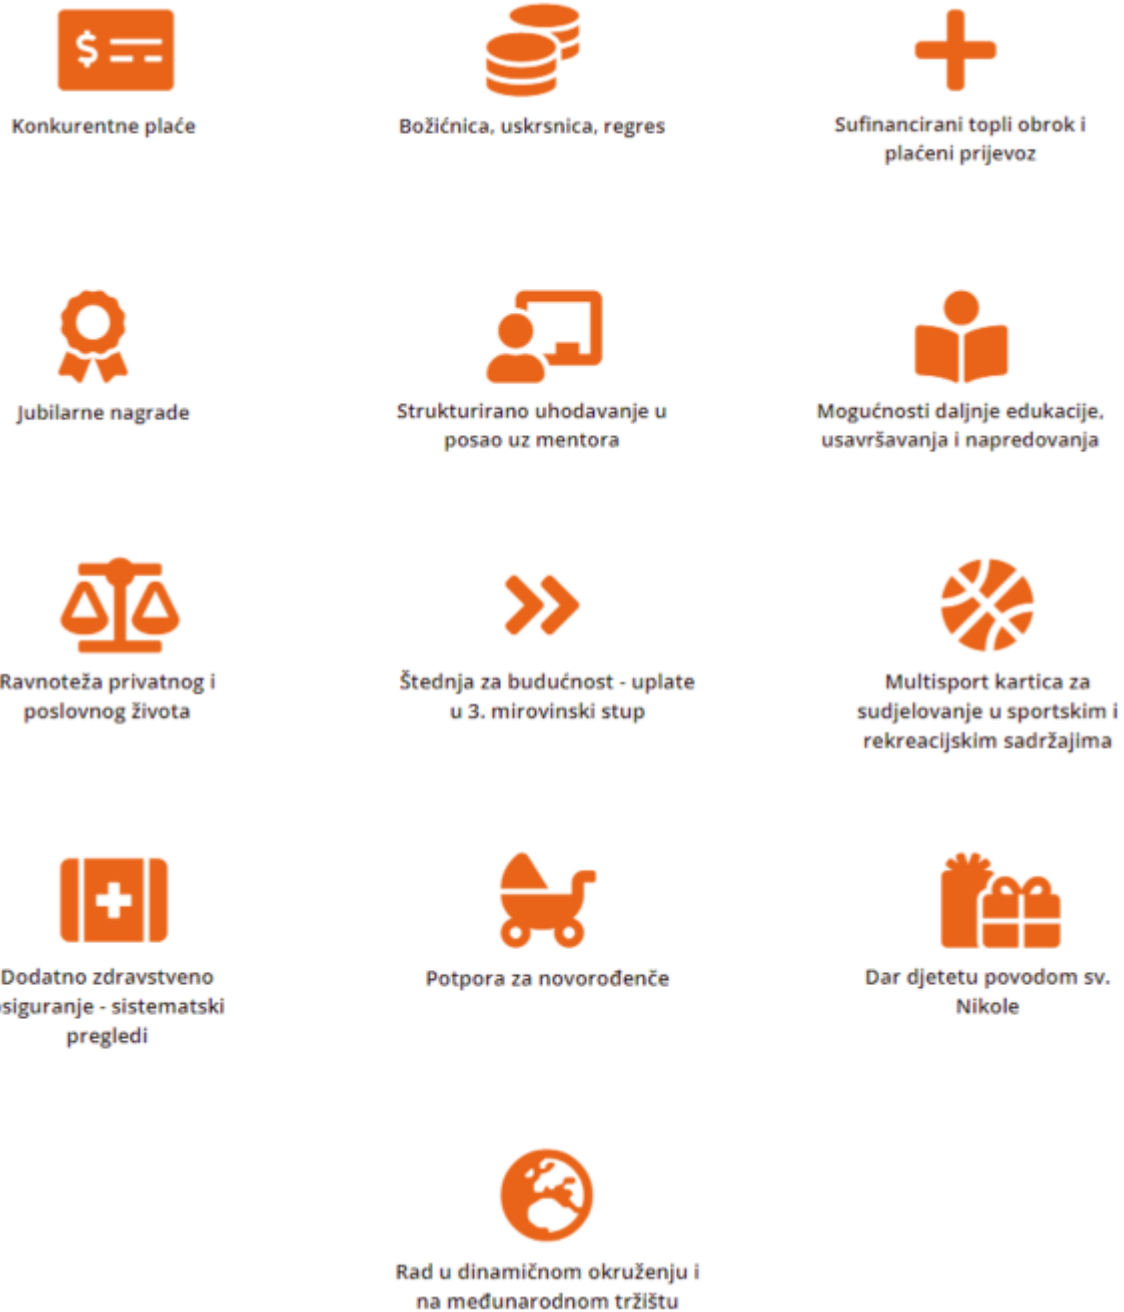 $
Konkurentne plaće
Božićnica, uskrsnica, regres
Sufinancirani topli obrok i
plaćeni prijevoz
Jubilarne nagrade
Strukturirano uhodavanje u
posao uz mentora
Mogućnosti daljnje edukacije,
usavršavanja i napredovanja
Ravnoteža privatnog i
poslovnog života
Štednja za budućnost - uplate
u 3. mirovinski stup
Multisport kartica za
sudjelovanje u sportskim i
rekreacijskim sadržajima
Dodatno zdravstveno
siguranje - sistematski
pregledi
Potpora za novorođenče
Dar djetetu povodom sv.
Nikole
Rad u dinamičnom okruženju i
na međunarodnom tržištu